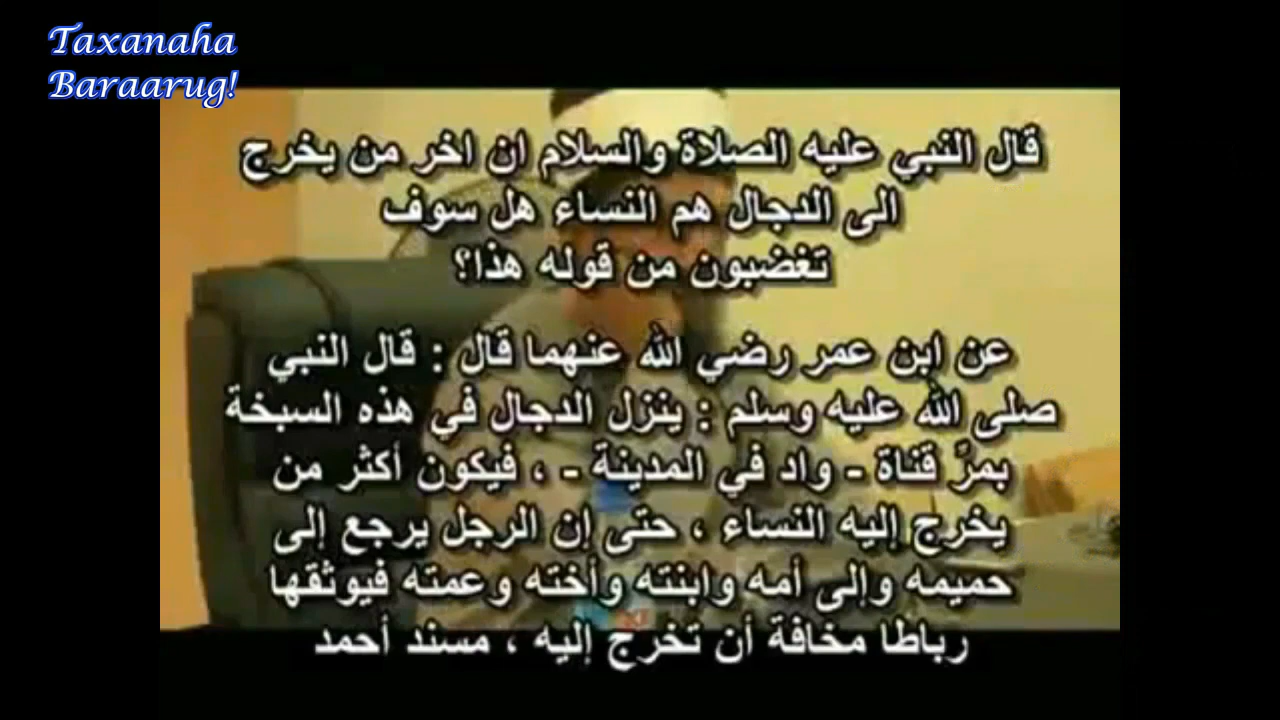 Taxanaha
Baraarug!
قال النبي عليه الصلاة والسلام ان اخر من يخرج
الى الدجال هم النساء هل سوف
تغضبون من قوله هذا؟
عن ابن عمر رضي الله عنهما قال : قال النبي
صلى الله عليه وسلم : ينزل الدجال في هذه السبخة
بمرِّ قناة - واد في المدينة - ، فيكون أكثر من
يخرج إليه النساء ، حتى إن الرجل يرجع إلى
حميمه وإلى أمه وابنته وأخته وعمته فيوثقها
رباطا مخافة أن تخرج إليه ، مسند أحمد